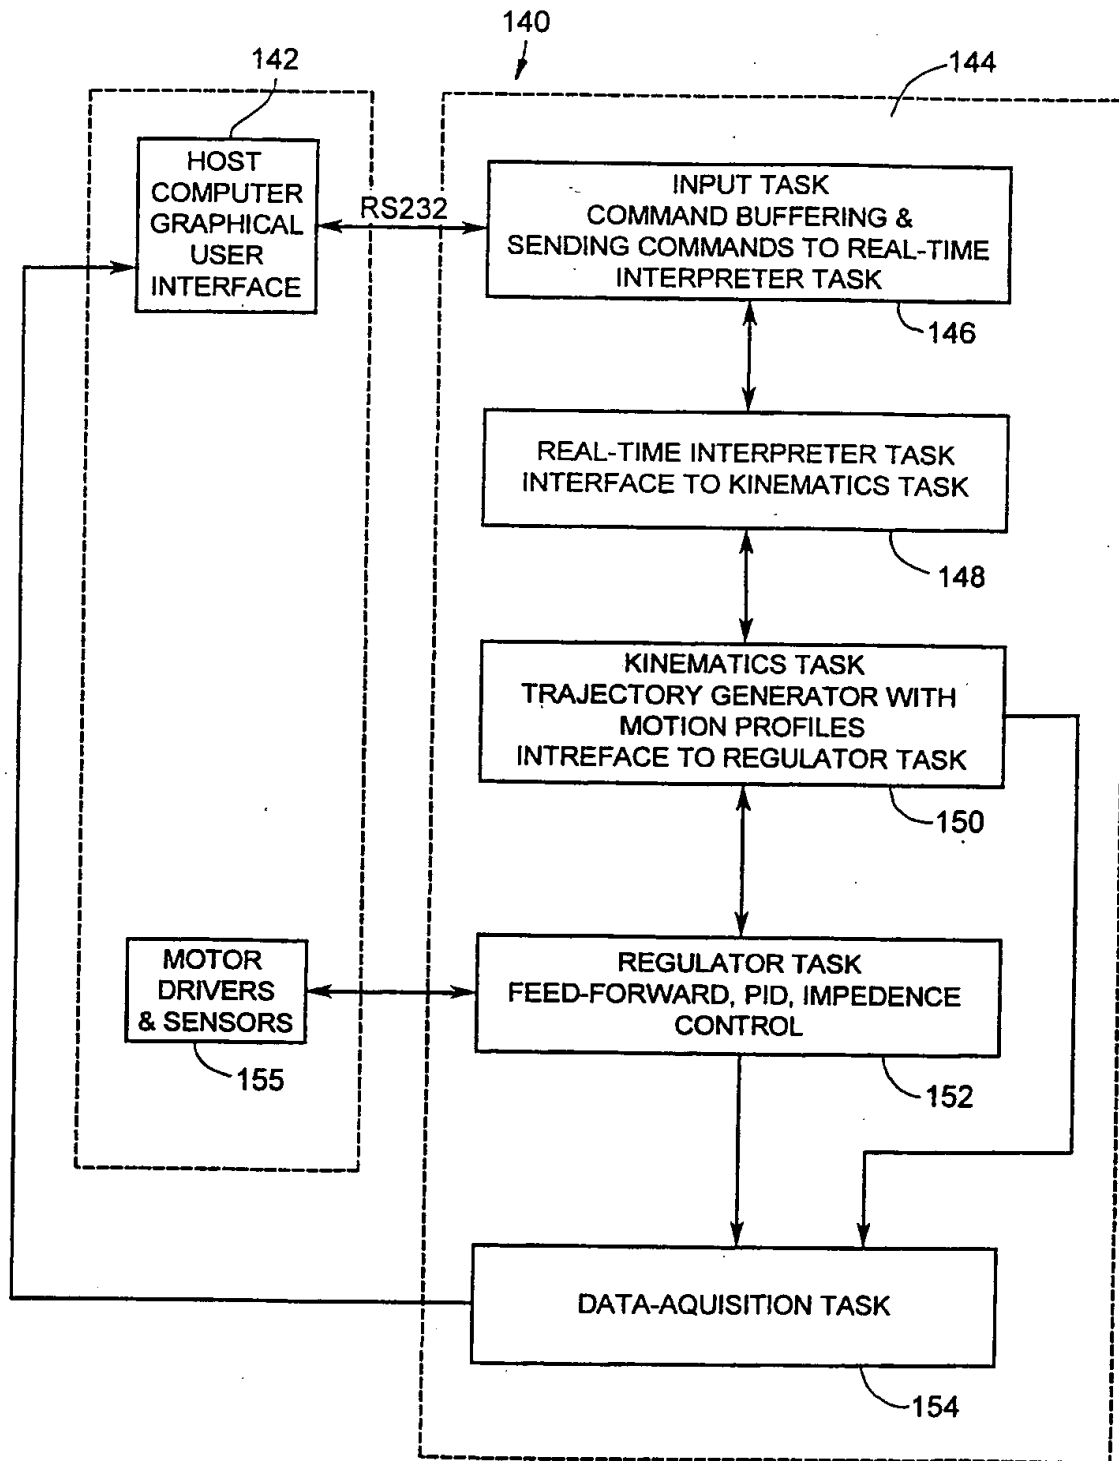 140
142
144
HOST
COMPUTER
GRAPHICAL
USER
INTERFACE
RS232
INPUT TASK
COMMAND BUFFERING &
SENDING COMMANDS TO REAL-TIME
INTERPRETER TASK
146
REAL-TIME INTERPRETER TASK
INTERFACE TO KINEMATICS TASK
148
KINEMATICS TASK
TRAJECTORY GENERATOR WITH
MOTION PROFILES
INTREFACE TO REGULATOR TASK
150
MOTOR
DRIVERS
& SENSORS
155
REGULATOR TASK
FEED-FORWARD, PID, IMPEDENCE
CONTROL
152
DATA-AQUISITION TASK
154